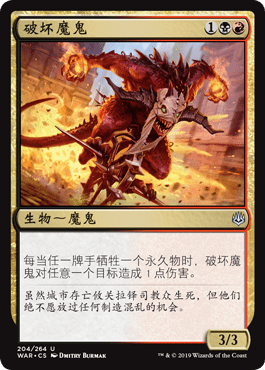 破坏魔鬼
1
生物～魔鬼
每当任一牌手牺牲一个永久物时，破坏魔
鬼对任意一个目标造成1点伤害。
虽然城市存亡攸关拉铎司教众生死，但他们
绝不放过任何制造混乱的机会。
3/3
204/264 U
WAR • CS DMITRY BURMAK
™ & © 2019 Wizards of the Coast